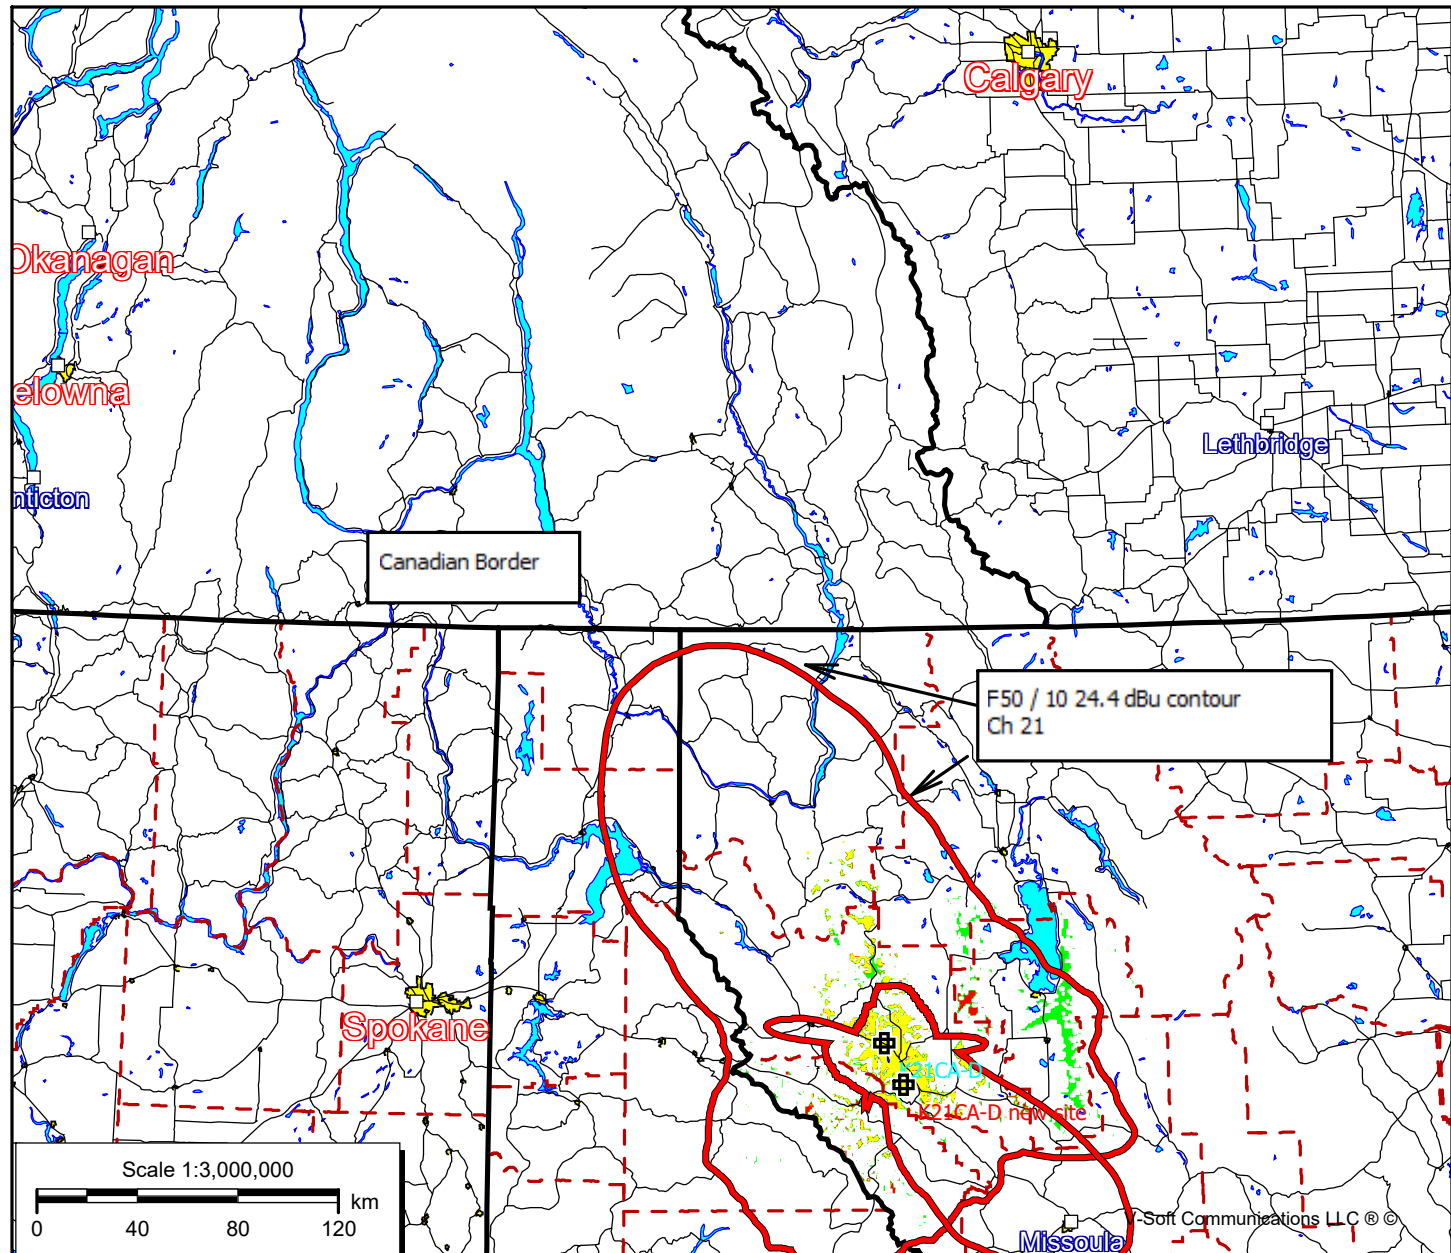 Calgary
Okanagan
elowna
Lethbridge
nticton
Canadian Border
F50 / 10 24.4 dBu contour
Ch 21
Spokane
K21CA-D
K21CA-D new site
Scale 1:3,000,000
km
0 40 80 120
V-Soft Communications LLC ® ©
Missoula